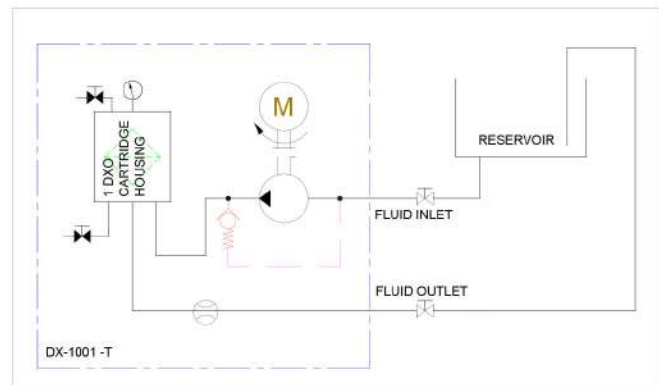 M
1 DXO
CARTRIDGE
HOUSING
RESERVOIR
FLUID INLET
FLUID OUTLET
DX-1001 -T